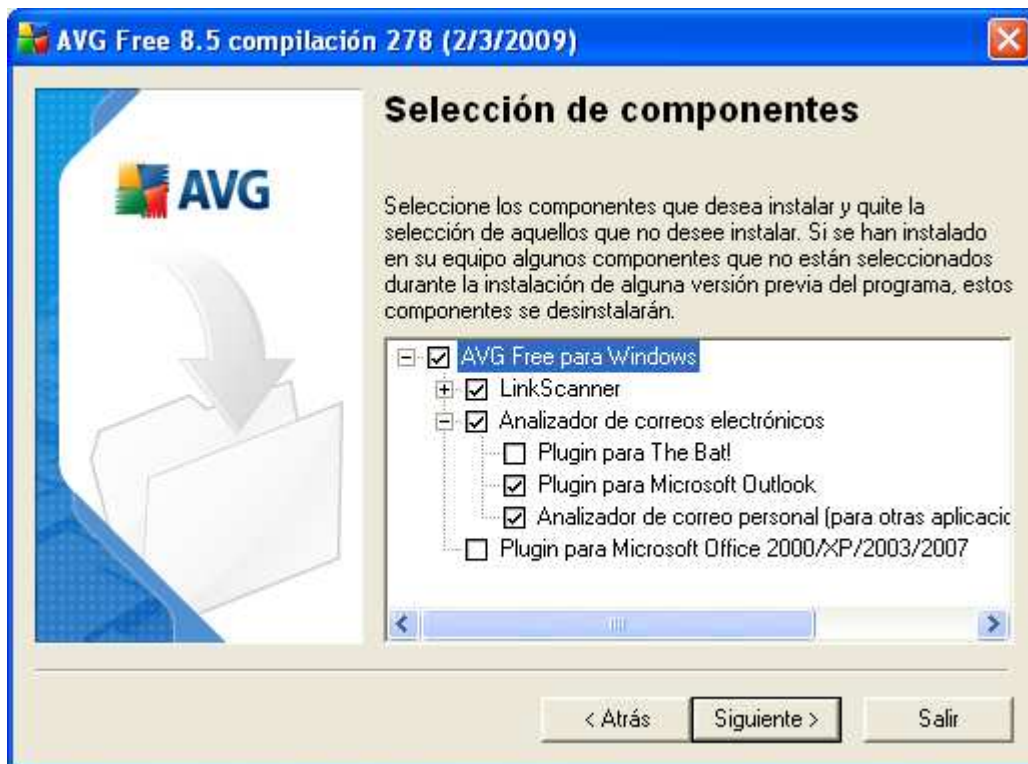 AVG Free 8.5 compilación 278 (2/3/2009)
AVG
Selección de componentes
Seleccione los componentes que desea instalar y quite la
selección de aquellos que no desee instalar. Si se han instalado
en su equipo algunos componentes que no están seleccionados
durante la instalación de alguna versión previa del programa, estos
componentes se desinstalarán.
AVG Free para Windows
LinkScanner
Analizador de correos electrónicos
Plugin para The Bat!
Plugin para Microsoft Outlook
Analizador de correo personal (para otras aplicacic
Plugin para Microsoft Office 2000/XP/2003/2007
< Atrás
Siguiente >
Salir